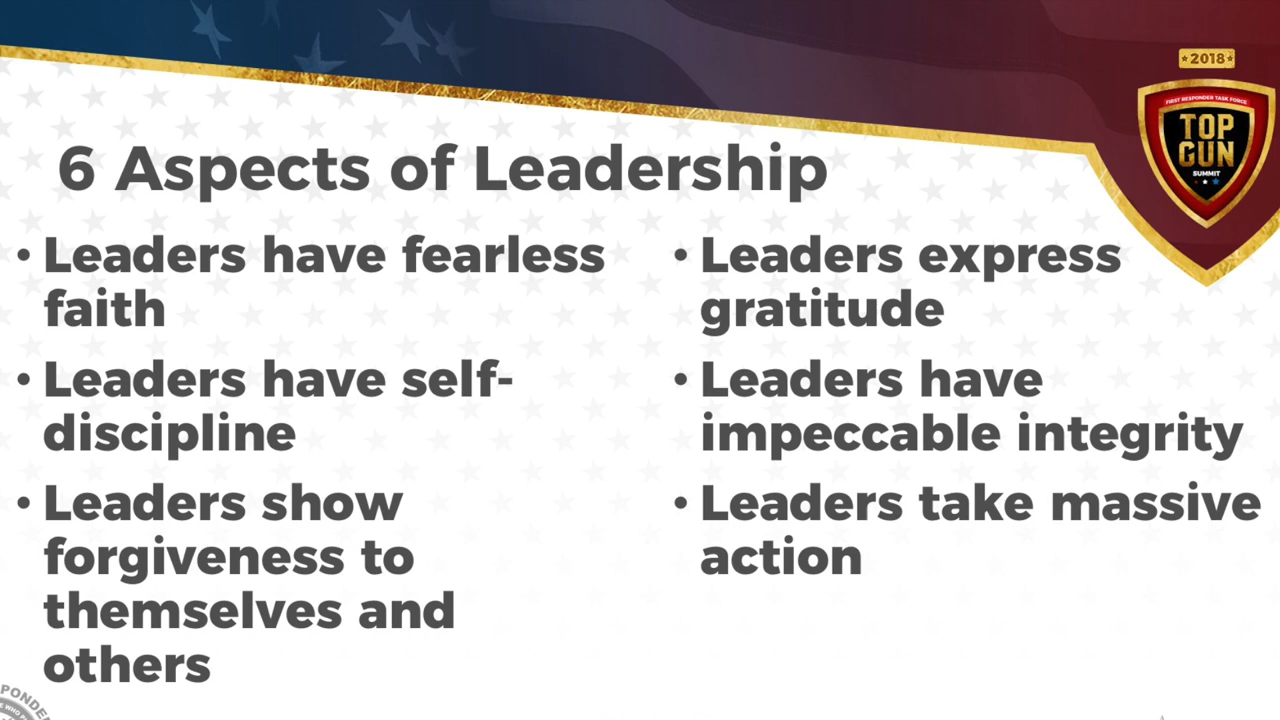 2018
FIRST RESPONDER TASK FORCE
TOP
GUN
SUMMIT
6 Aspects of Leadership
• Leaders have fearless
faith
• Leaders have self-
discipline
• Leaders show
forgiveness to
themselves and
others
• Leaders express
gratitude
• Leaders have
impeccable integrity
• Leaders take massive
action